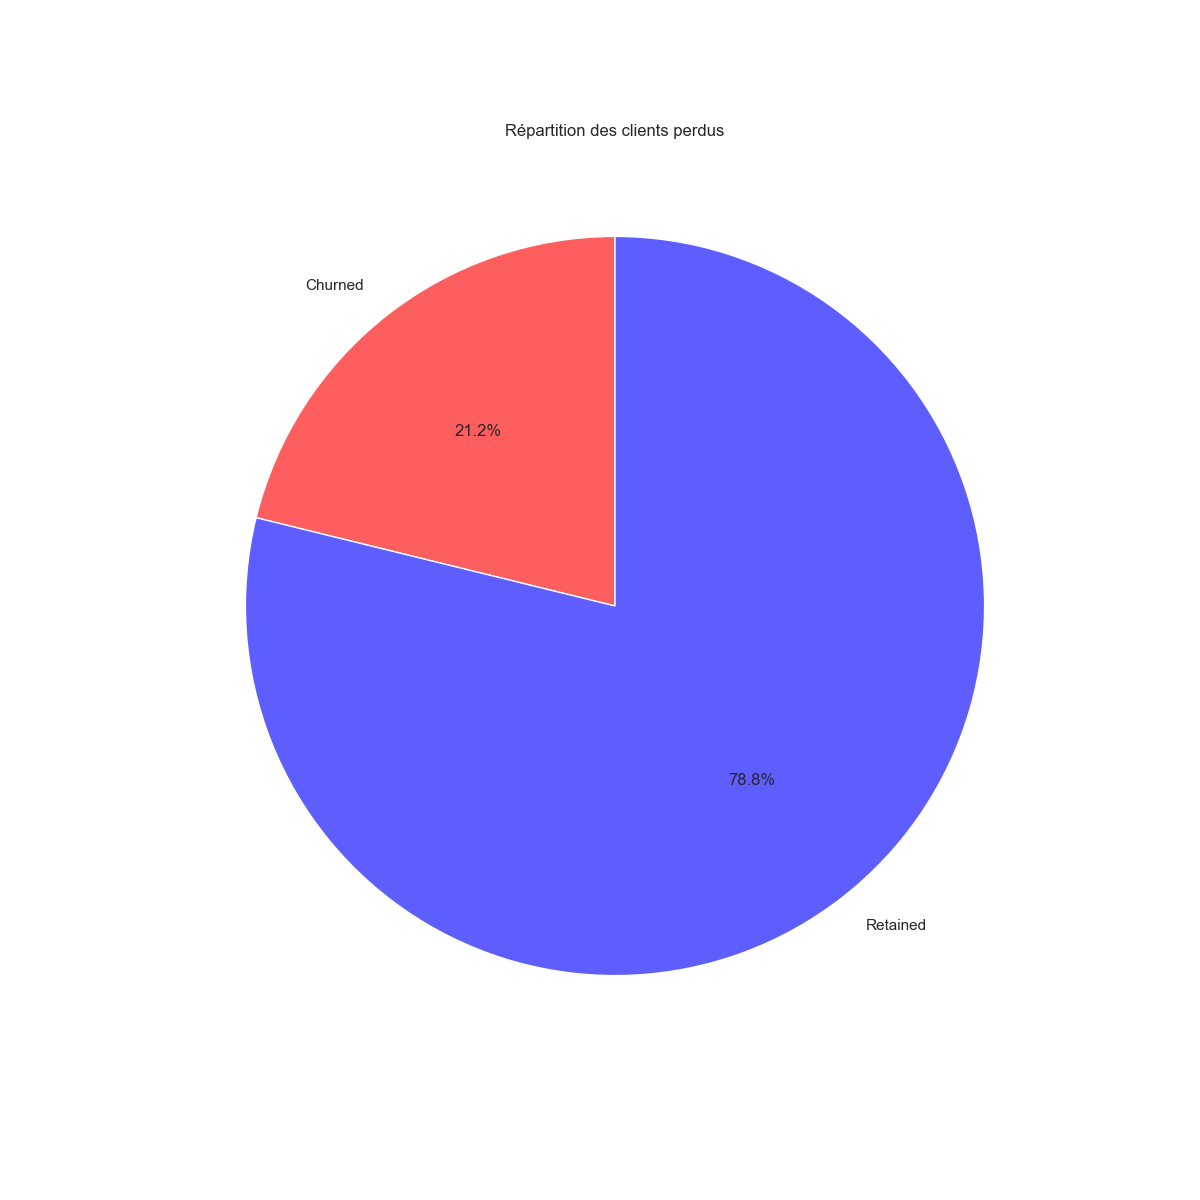 Répartition des clients perdus
Churned
21.2%
78.8%
Retained